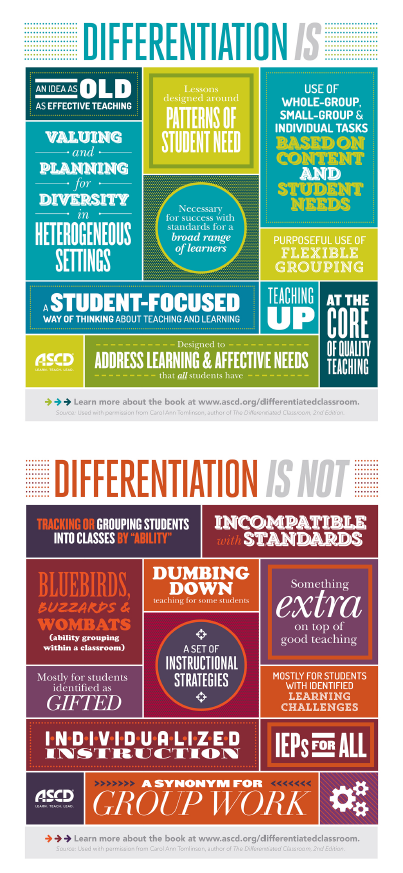 DIFFERENTIATION IS
AN IDEA AS OLD
AS EFFECTIVE TEACHING
Lessons
designed around
PATTERNS OF
STUDENT NEED
USE OF
WHOLE-GROUP,
SMALL-GROUP &
INDIVIDUAL TASKS
BASED ON
CONTENT
AND
STUDENT
NEEDS
VALUING
and
PLANNING
for
DIVERSITY
in
HETEROGENEOUS
SETTINGS
Necessary
for success with
standards for a
broad range
of learners
PURPOSEFUL USE OF
FLEXIBLE
GROUPING
A STUDENT-FOCUSED
WAY OF THINKING ABOUT TEACHING AND LEARNING
TEACHING
UP
AT THE
CORE
OF QUALITY
TEACHING
ASCD
LEARN. TEACH. LEAD.
Designed to
ADDRESS LEARNING & AFFECTIVE NEEDS
that all students have
Learn more about the book at www.ascd.org/differentiatedclassroom.
Source: Used with permission from Carol Ann Tomlinson, author of The Differentiated Classroom, 2nd Edition.
DIFFERENTIATION IS NOT
TRACKING OR GROUPING STUDENTS
INTO CLASSES BY "ABILITY"
INCOMPATIBLE
with STANDARDS
BLUEBIRDS,
BUZZARDS &
WOMBATS
(ability grouping
within a classroom)
DUMBING
DOWN
teaching for some students
Something
extra
on top of
good teaching
A SET OF
INSTRUCTIONAL
STRATEGIES
Mostly for students
identified as
GIFTED
MOSTLY FOR STUDENTS
WITH IDENTIFIED
LEARNING
CHALLENGES
INDIVIDUALIZED
INSTRUCTION
IEPs FOR ALL
ASCD
LEARN. TEACH. LEAD.
A SYNONYM FOR
GROUP WORK
Learn more about the book at www.ascd.org/differentiatedclassroom.
Source: Used with permission from Carol Ann Tomlinson, author of The Differentiated Classroom, 2nd Edition.